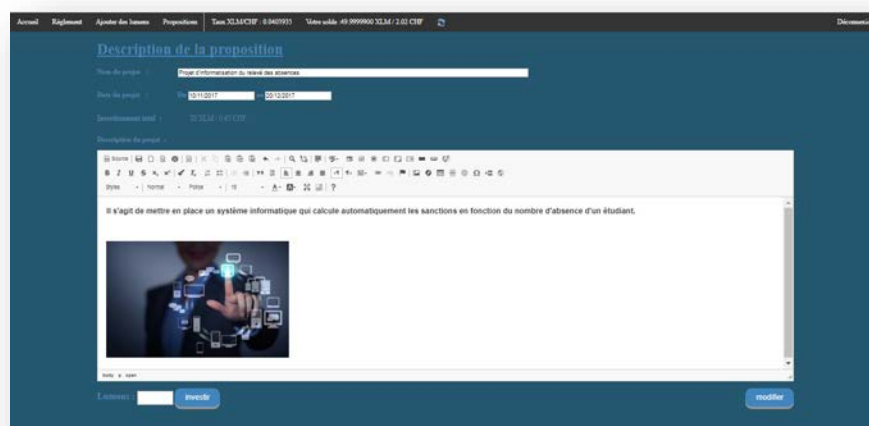 Accueil Réglement Ajouter des lumens Propositions Taux XLM/CHF : 0.0403935 Votre solde :49.9999900 XLM / 2.02 CHF
Description de la proposition
Nom du projet :
Projet d'informatisation du relevé des absences
Date du projet : Du 10/11/2017 au 20/12/2017
Investissement total :
Description du projet :
Source
Styles Normal Police
Il s'agit de mettre en place un système informatique qui calcule automatiquement les sanctions en fonction du nombre d'absence d'un étudiant.
body
Lumens : investir modifier